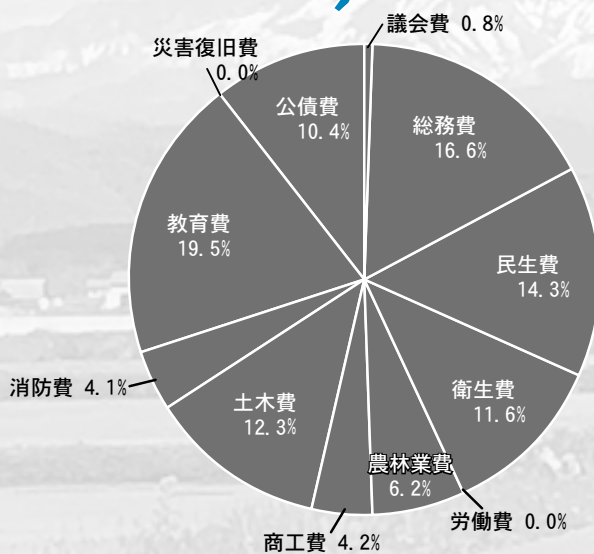 議会費 0.8%
総務費
16.6%
民生費
14.3%
衛生費
11.6%
労働費 0.0%
農林業費
6.2%
商工費 4.2%
土木費
12.3%
消防費 4.1%
教育費
19.5%
災害復旧費
0.0%
公債費
10.4%